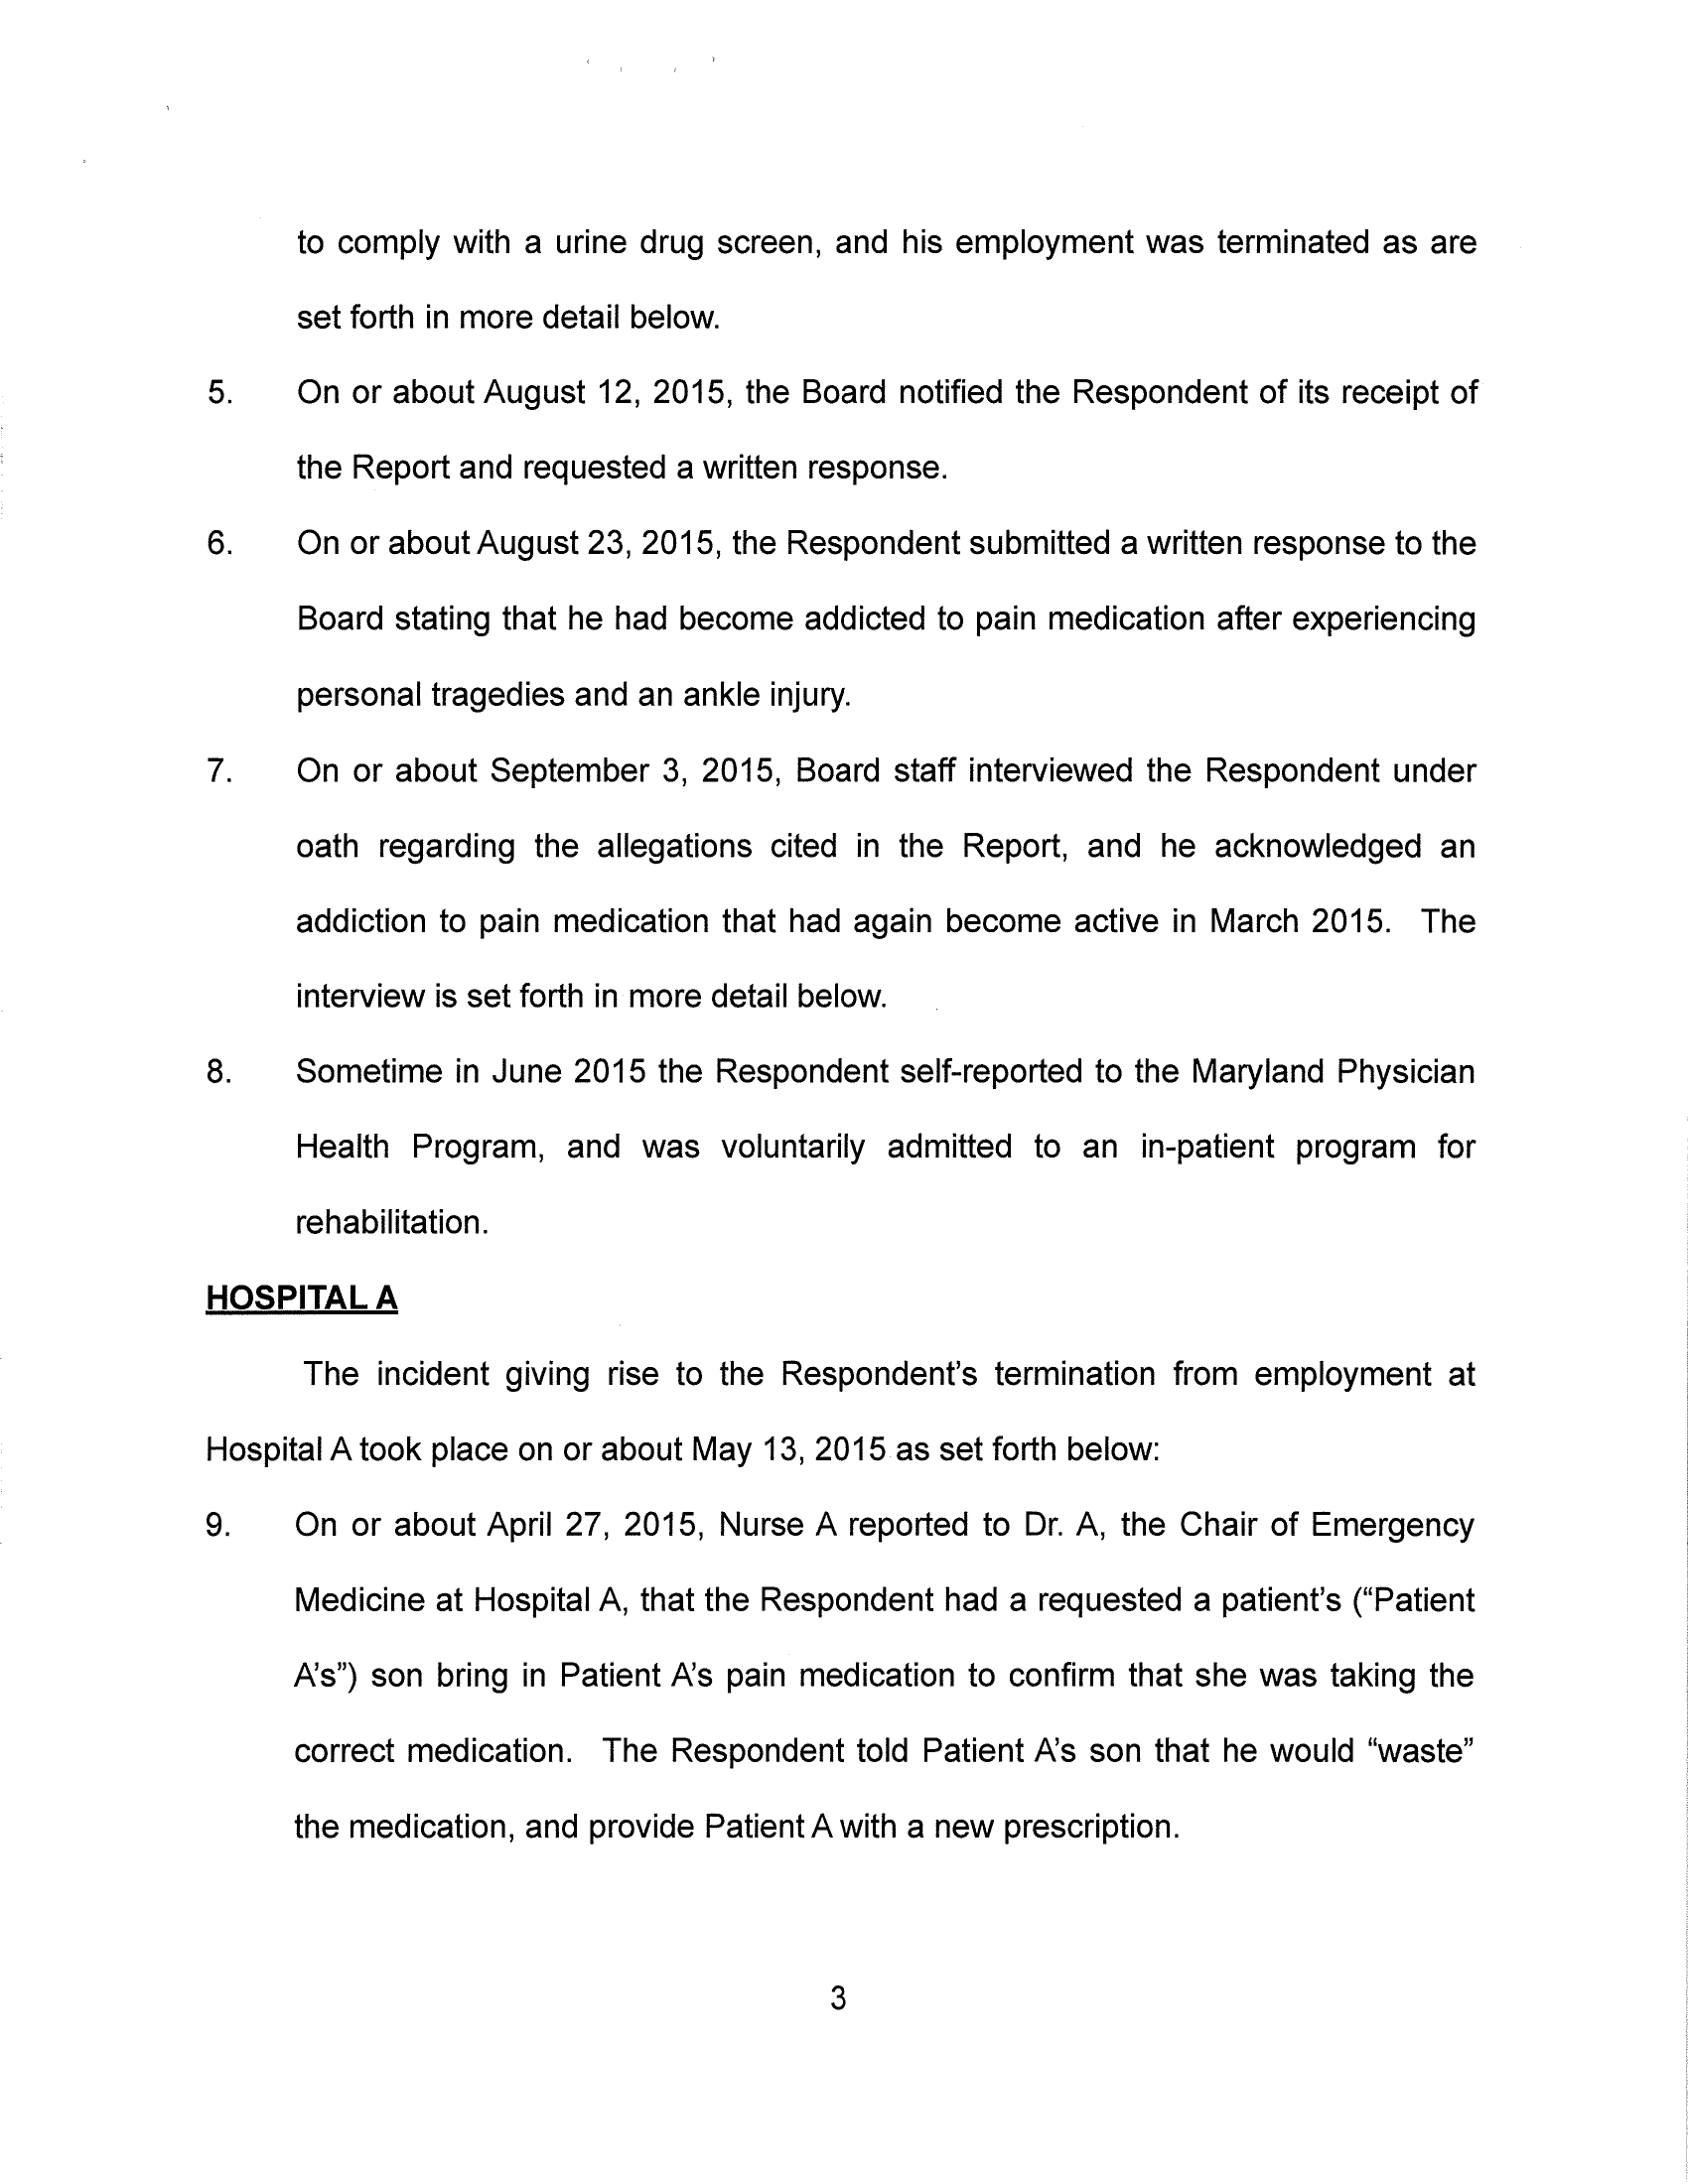 to comply with a urine drug screen, and his employment was terminated as are
set forth in more detail below.
5. On or about August 12, 2015, the Board notified the Respondent of its receipt of
the Report and requested a written response.
6. On or about August 23, 2015, the Respondent submitted a written response to the
Board stating that he had become addicted to pain medication after experiencing
personal tragedies and an ankle injury.
7. On or about September 3, 2015, Board staff interviewed the Respondent under
oath regarding the allegations cited in the Report, and he acknowledged an
addiction to pain medication that had again become active in March 2015. The
interview is set forth in more detail below.
8. Sometime in June 2015 the Respondent self-reported to the Maryland Physician
Health Program, and was voluntarily admitted to an in-patient program for
rehabilitation.
HOSPITAL A
The incident giving rise to the Respondent's termination from employment at
Hospital A took place on or about May 13, 2015 as set forth below:
9. On or about April 27, 2015, Nurse A reported to Dr. A, the Chair of Emergency
Medicine at Hospital A, that the Respondent had a requested a patient's (“Patient
A's”) son bring in Patient A's pain medication to confirm that she was taking the
correct medication. The Respondent told Patient A's son that he would “waste”
the medication, and provide Patient A with a new prescription.
3